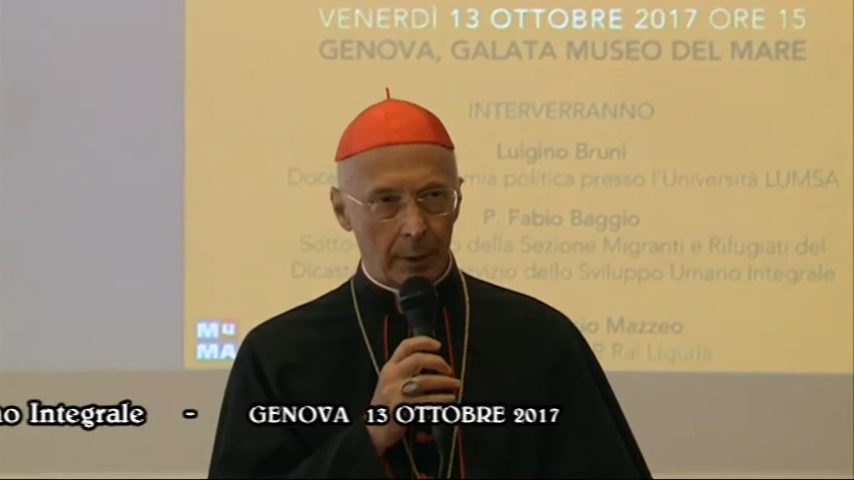 VENERDÌ 13 OTTOBRE 2017 ORE 15
GENOVA, GALATA MUSEO DEL MARE
INTERVERRANNO
Luigino Bruni
politica presso l'Università LUMSA
P. Fabio Baggio
della Sezione Migranti e Rifugiati del
dello Sviluppo Umano Integrale
Mazzeo
Rai Liguria
MU
MA
Integrale - GENOVA 13 OTTOBRE 2017